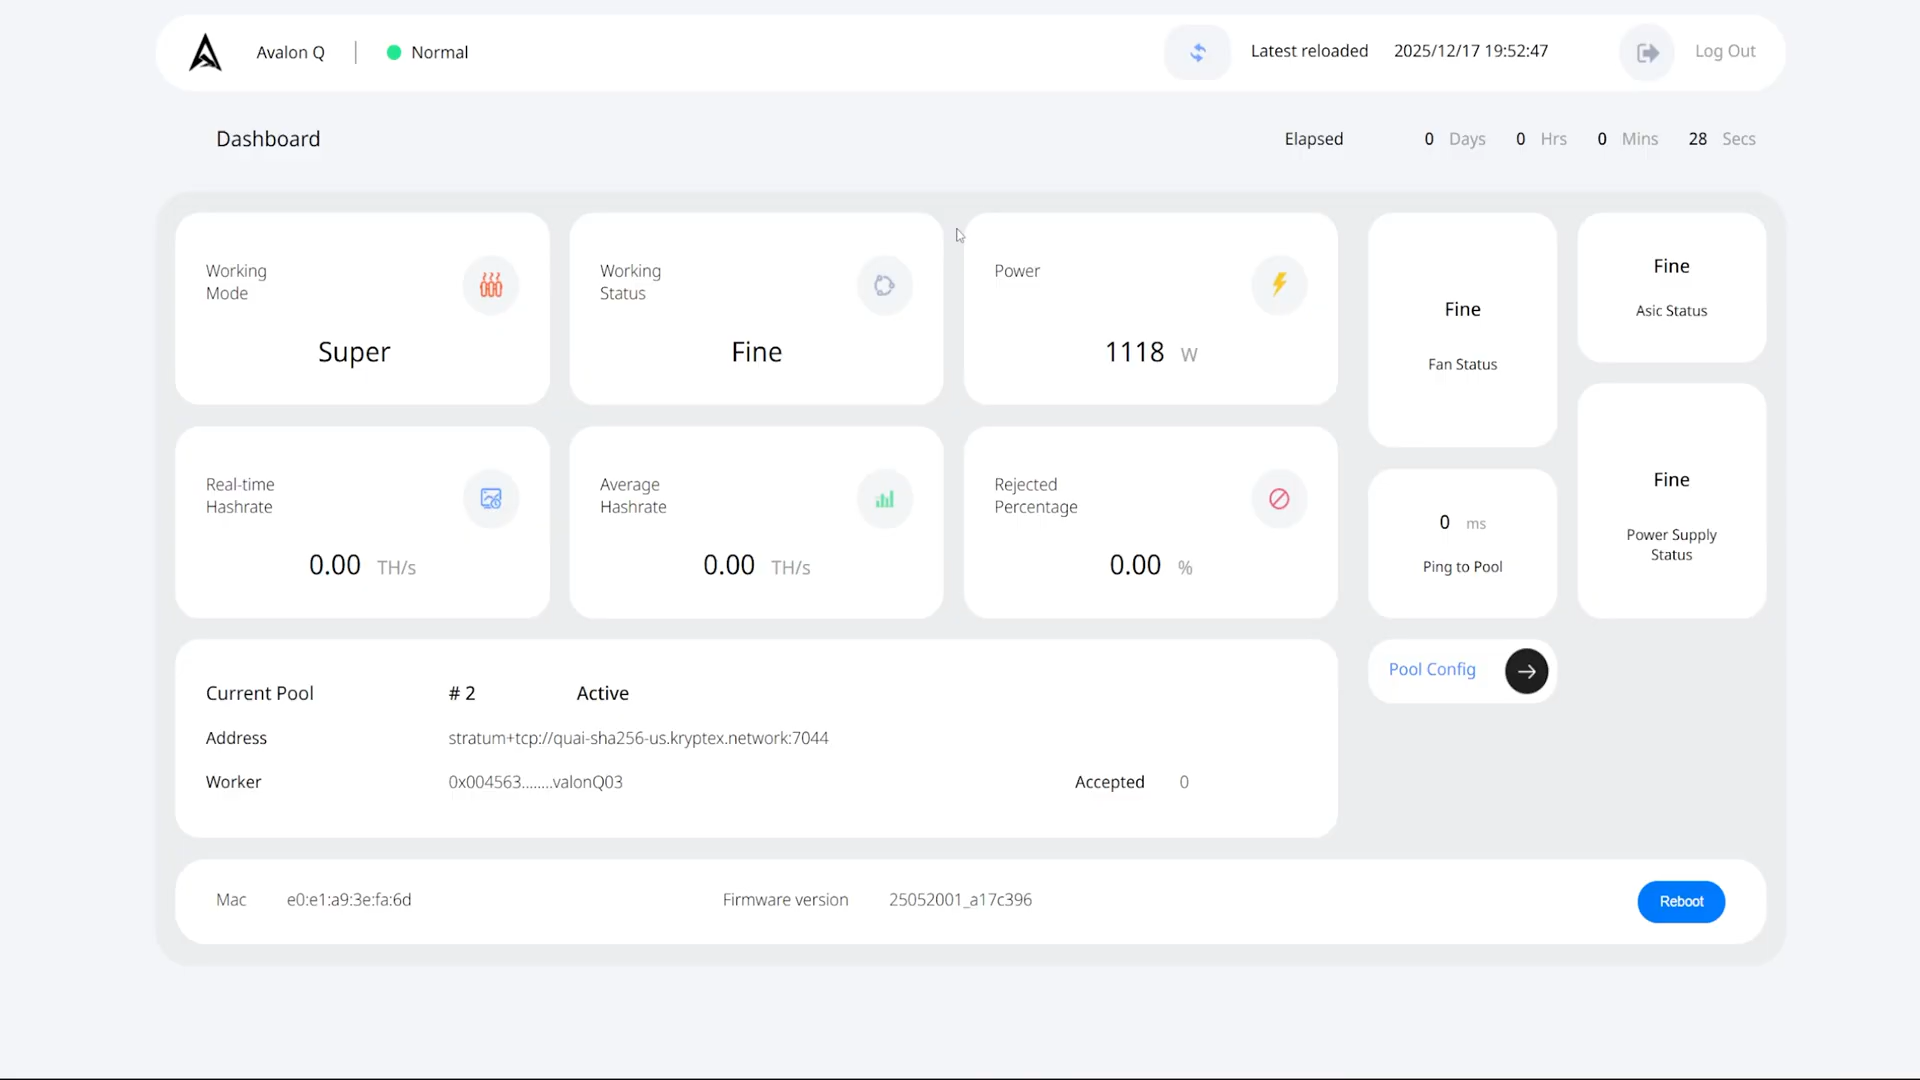 Avalon Q
Normal
Latest reloaded 2025/12/17 19:52:47
Log Out
Dashboard
Elapsed 0 Days 0 Hrs 0 Mins 28 Secs
Working
Mode
Super
Working
Status
Fine
Power
1118 W
Fine
Fan Status
Fine
Asic Status
Real-time
Hashrate
0.00 TH/s
Average
Hashrate
0.00 TH/s
Rejected
Percentage
0.00 %
0 ms
Ping to Pool
Fine
Power Supply
Status
Current Pool # 2 Active
Address stratum+tcp://quai-sha256-us.kryptex.network:7044
Worker 0x004563........valonQ03 Accepted 0
Pool Config
Mac e0:e1:a9:3e:fa:6d Firmware version 25052001_a17c396
Reboot